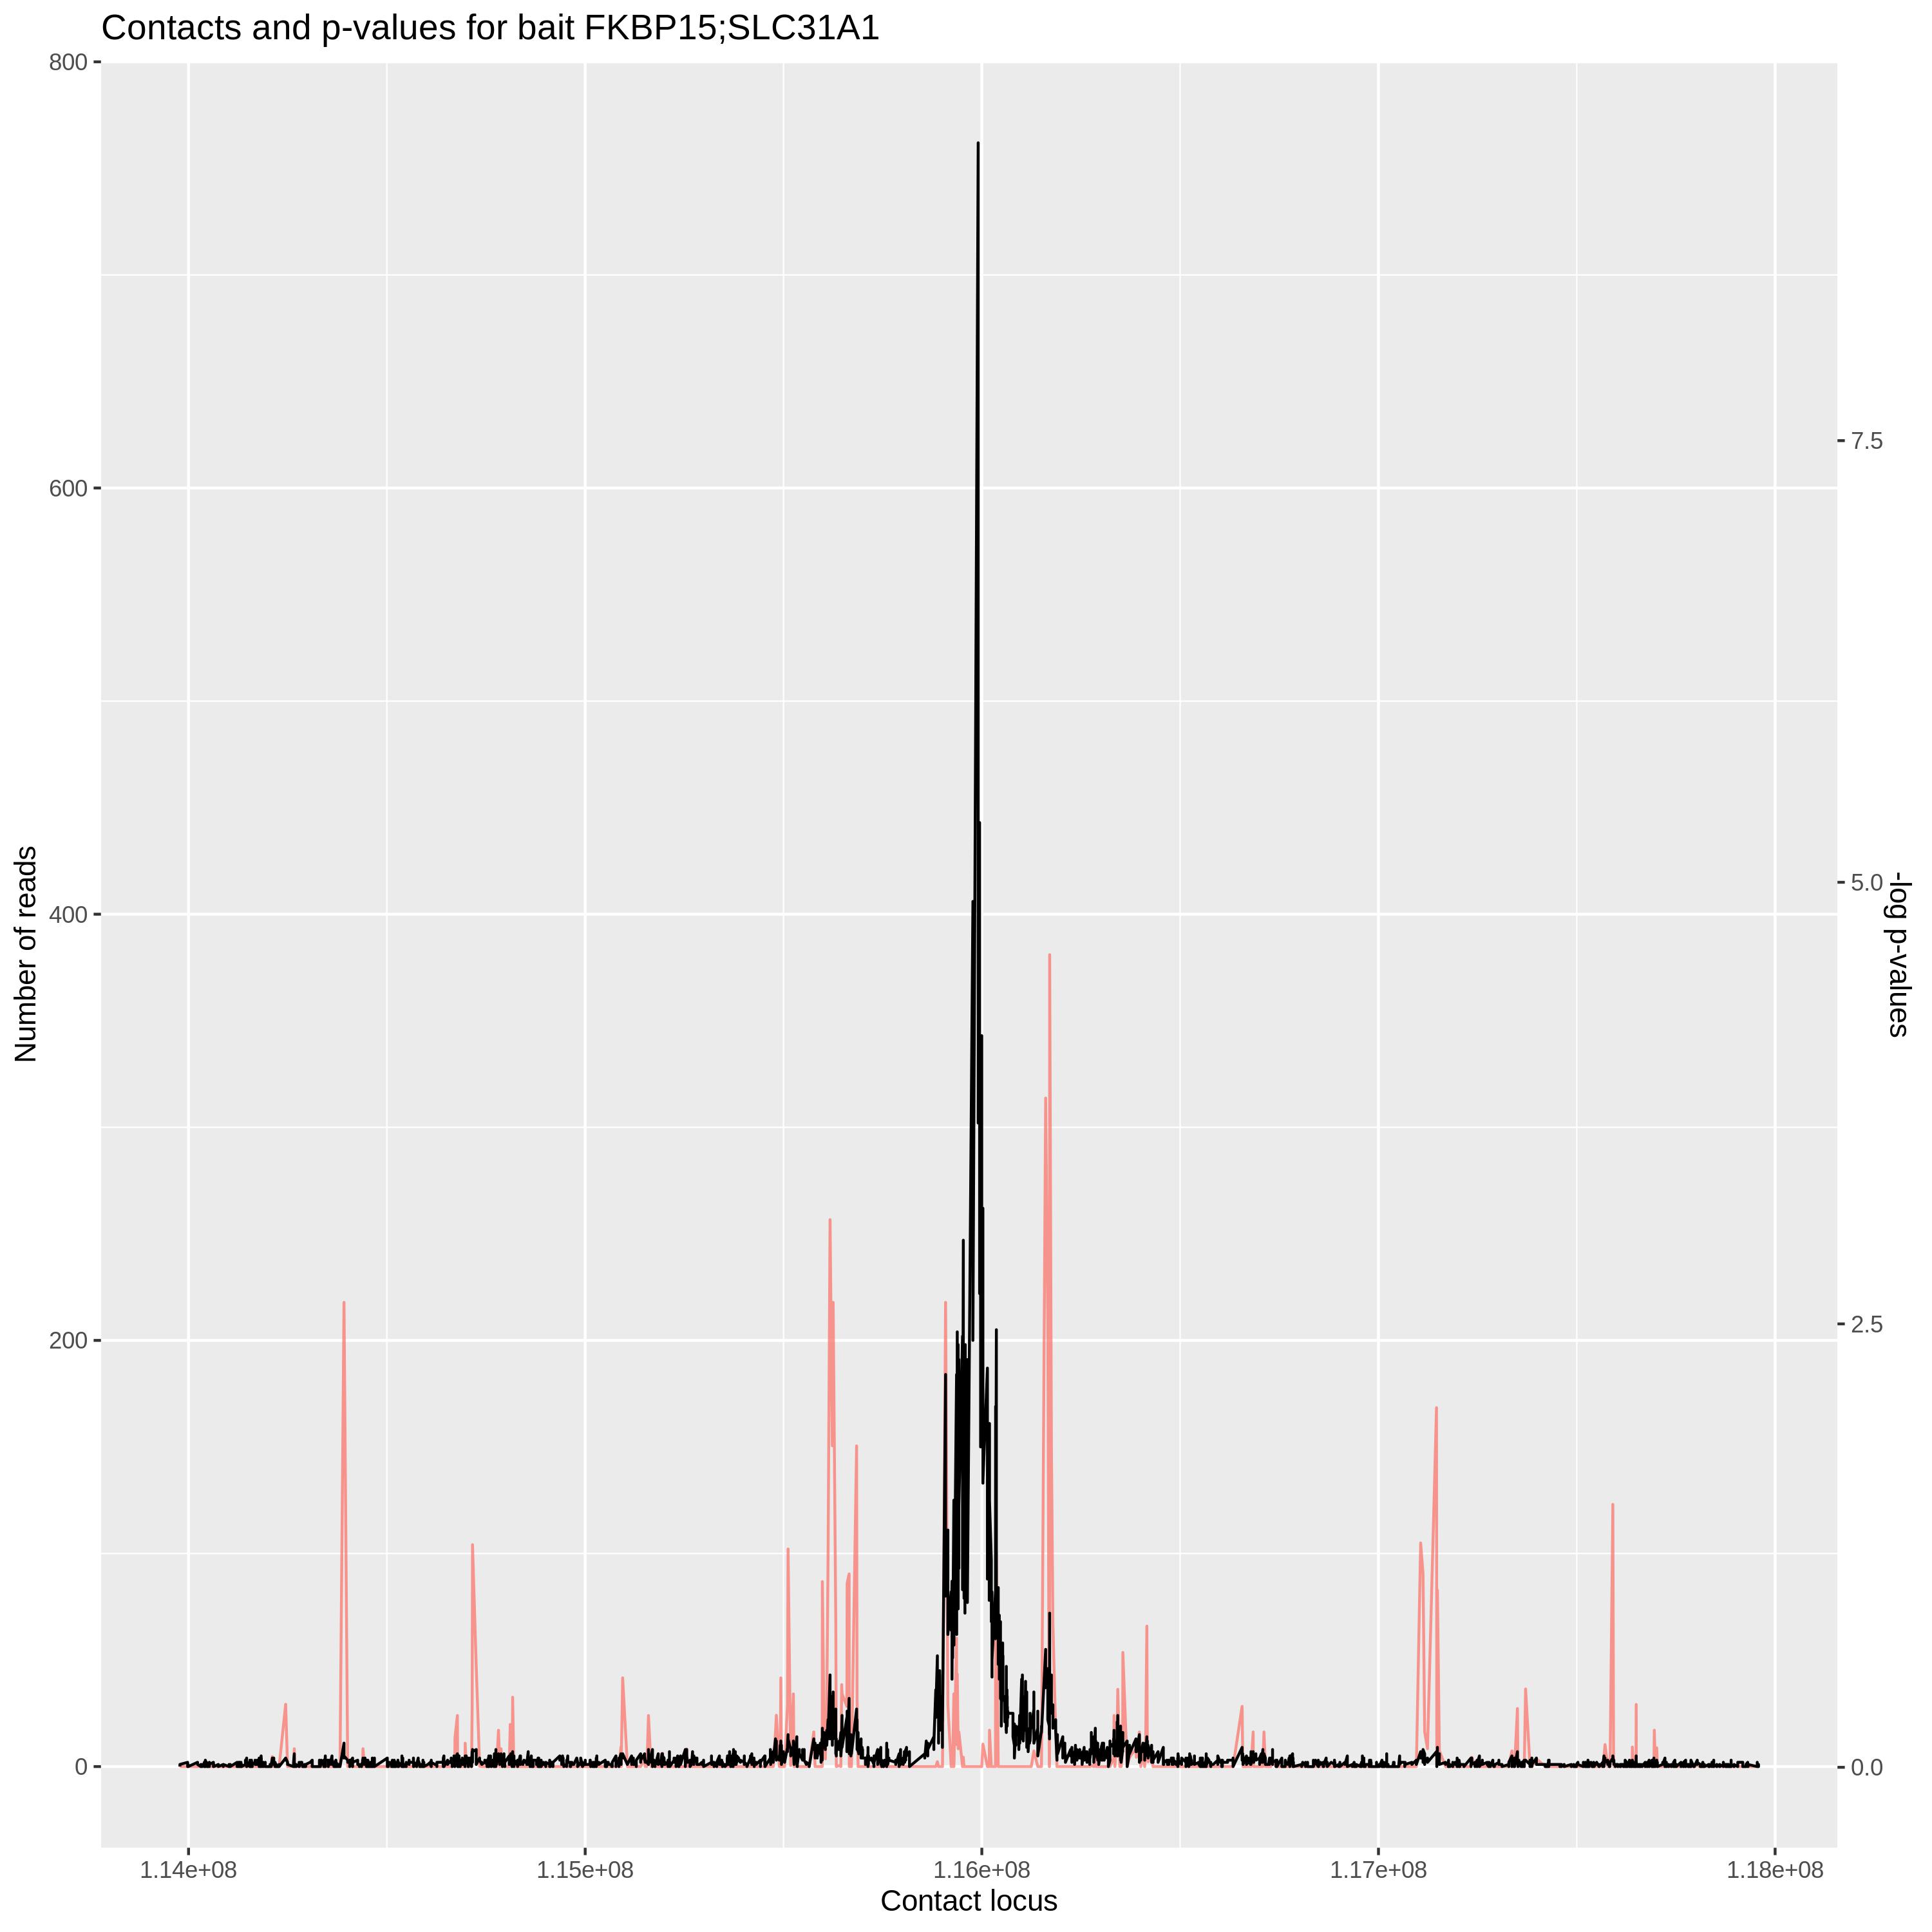 Contacts and p-values for bait FKBP15;SLC31A1
800
600
400
200
0
Number of reads
7.5
5.0
2.5
0.0
-log p-values
1.14e+08
1.15e+08
1.16e+08
1.17e+08
1.18e+08
Contact locus